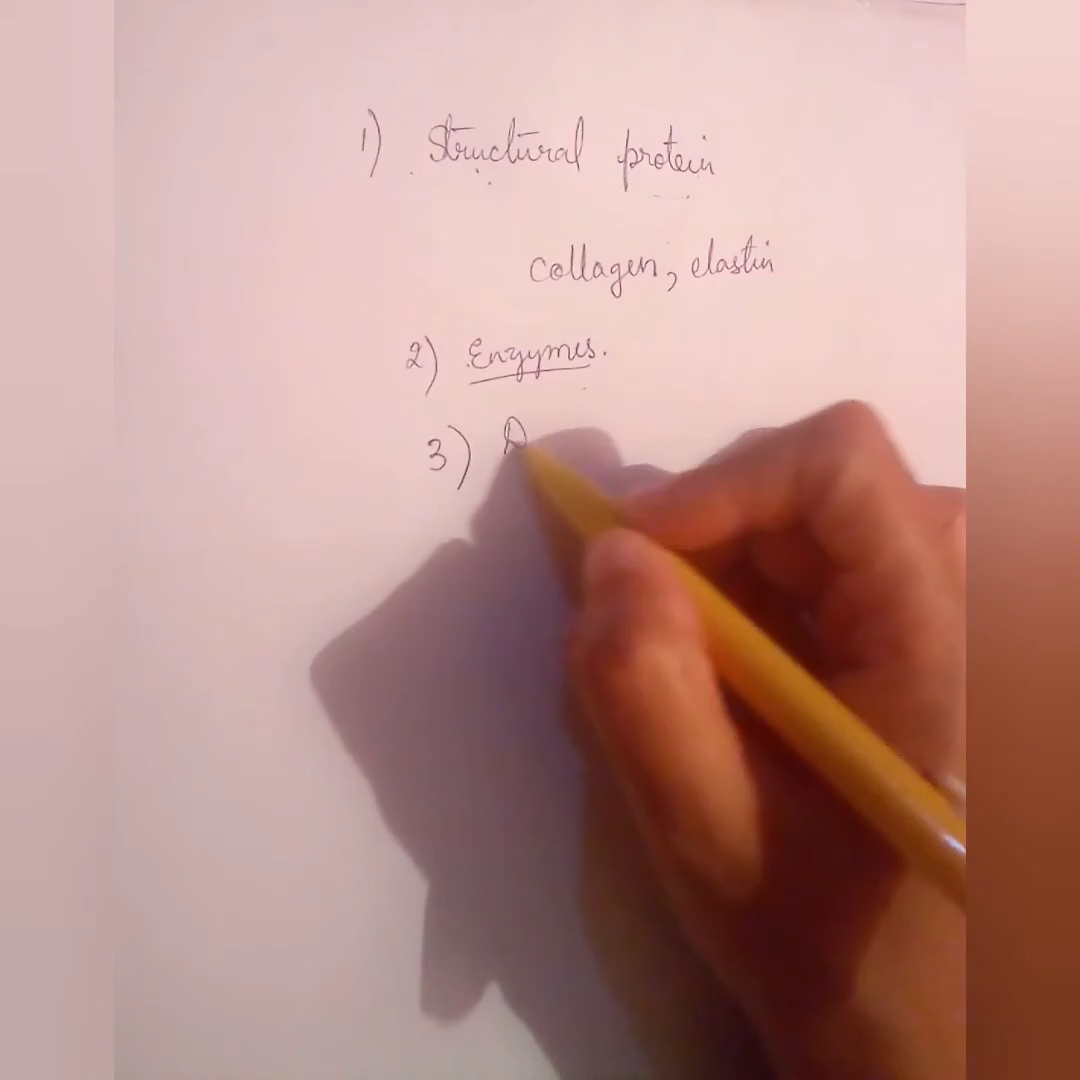 1) Structural protein
collagen, elastin
2) Enzymes.
3)